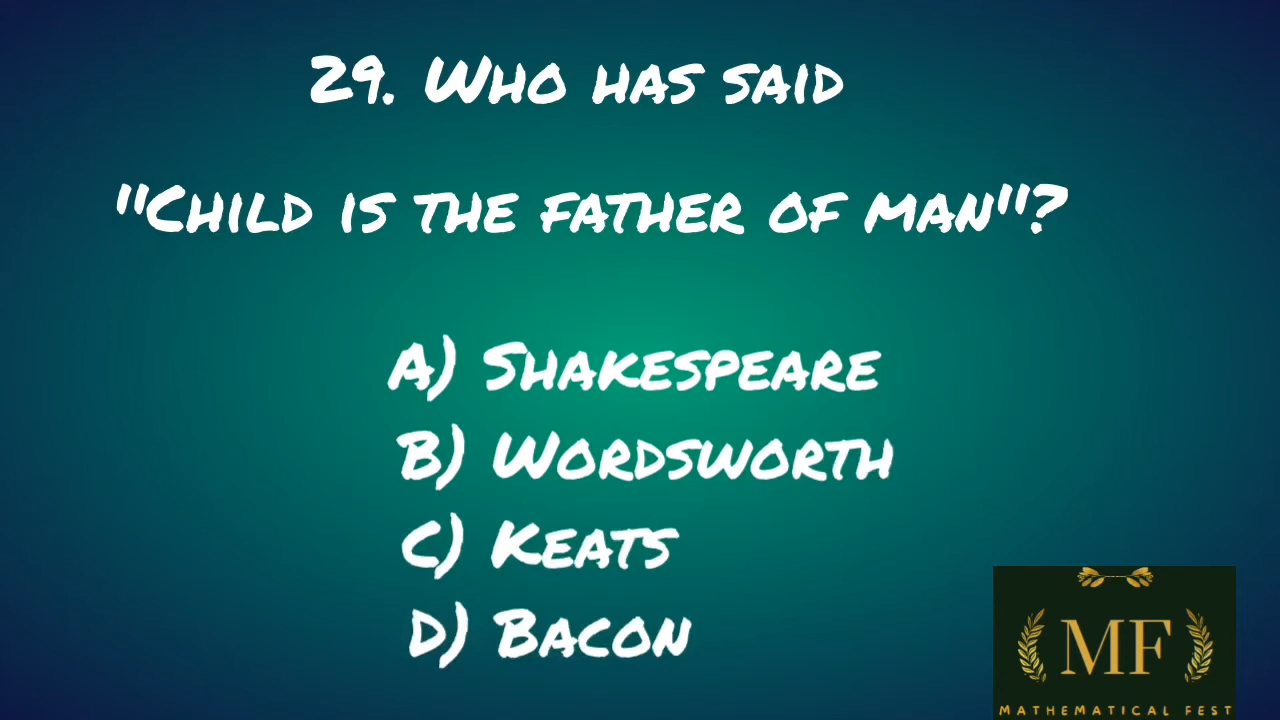 29. Who has said
"Child is the father of man"?
A) Shakespeare
B) Wordsworth
C) Keats
D) Bacon
MF
MATHEMATICAL FEST